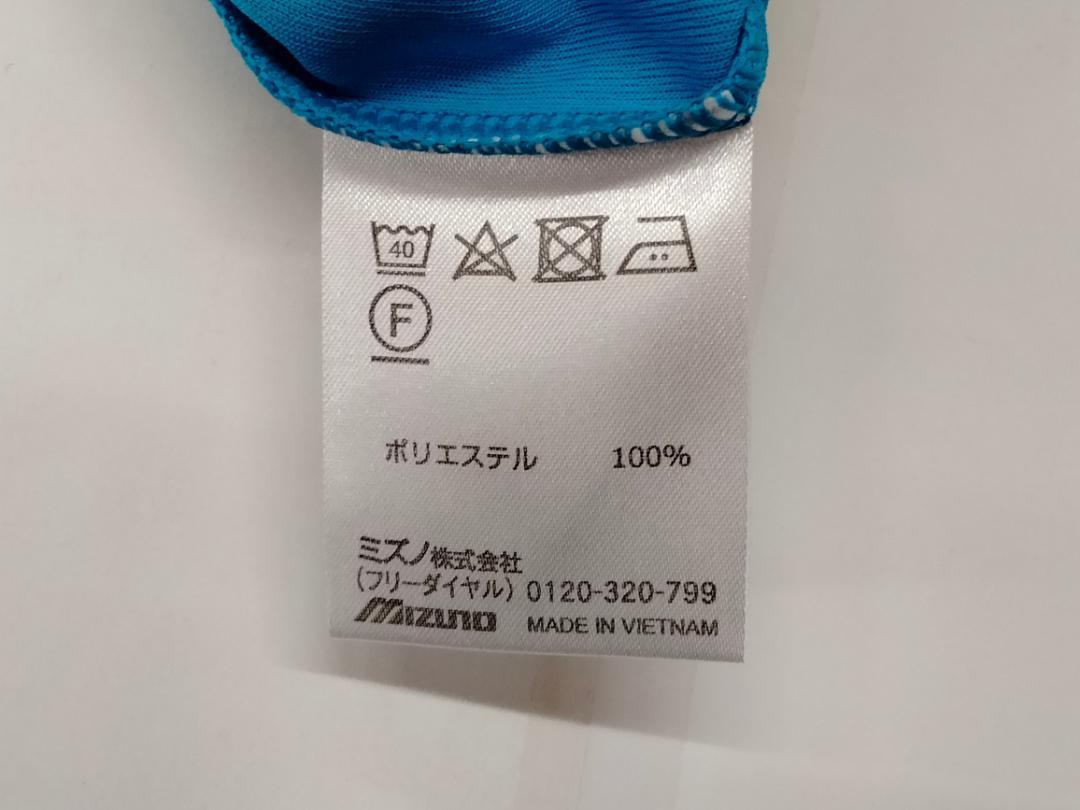 40
F
ポリエステル 100%
ミズノ株式会社
(フリーダイヤル) 0120-320-799
MIZUNO MADE IN VIETNAM